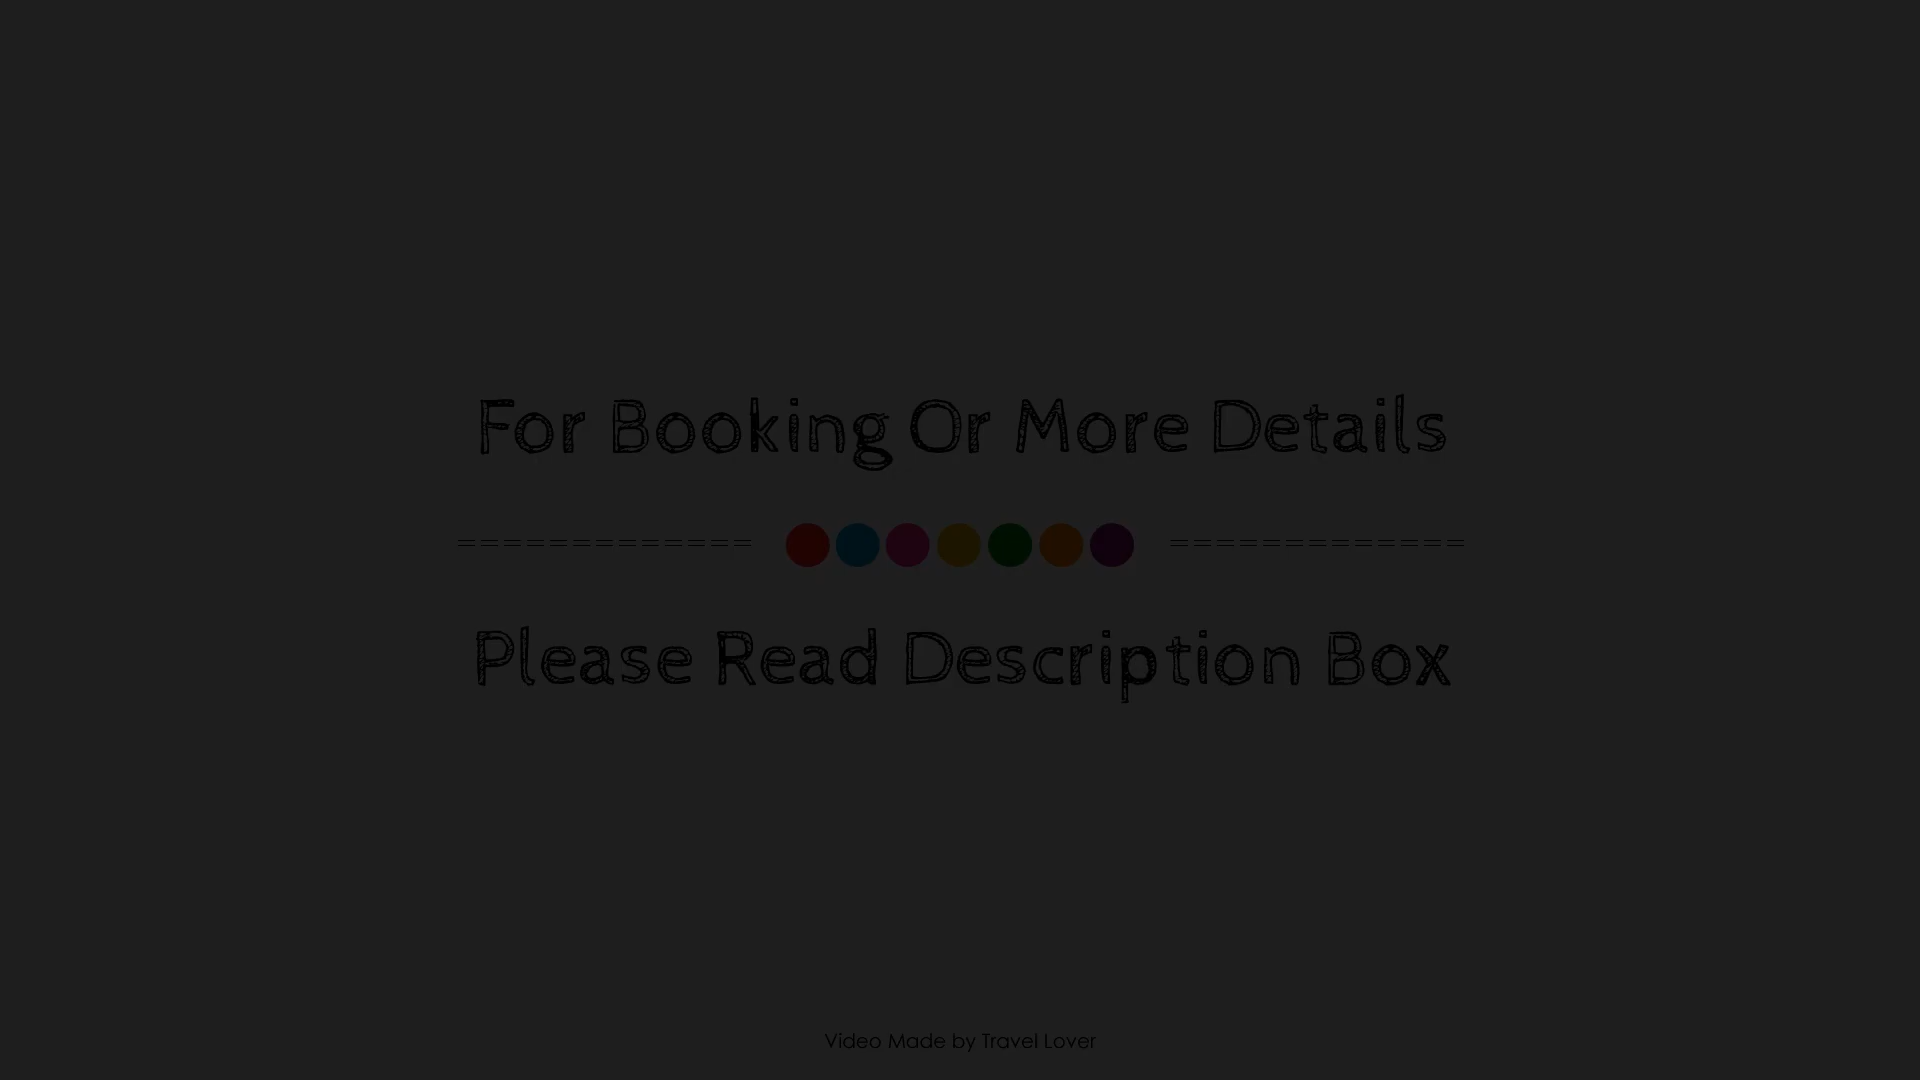 For Booking Or More Details
============= =============
Please Read Description Box
Video Made by Travel Lover